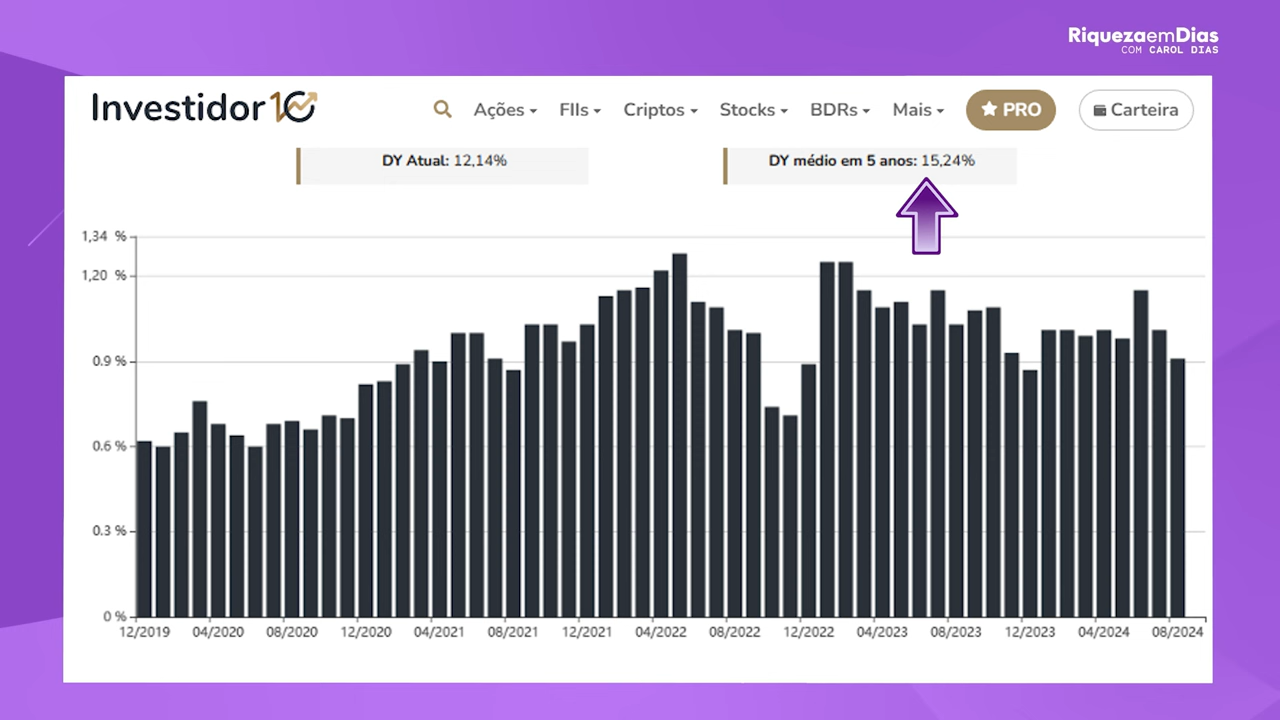 RiquezaemDias
COM CAROL DIAS
Investidor 10
Ações
FIIs
Criptos
Stocks
BDRs
Mais
PRO
Carteira
DY Atual: 12,14%
DY médio em 5 anos: 15,24%
1,34 %
1,20 %
0.9 %
0.6 %
0.3 %
0 %
12/2019 04/2020 08/2020 12/2020 04/2021 08/2021 12/2021 04/2022 08/2022 12/2022 04/2023 08/2023 12/2023 04/2024 08/2024